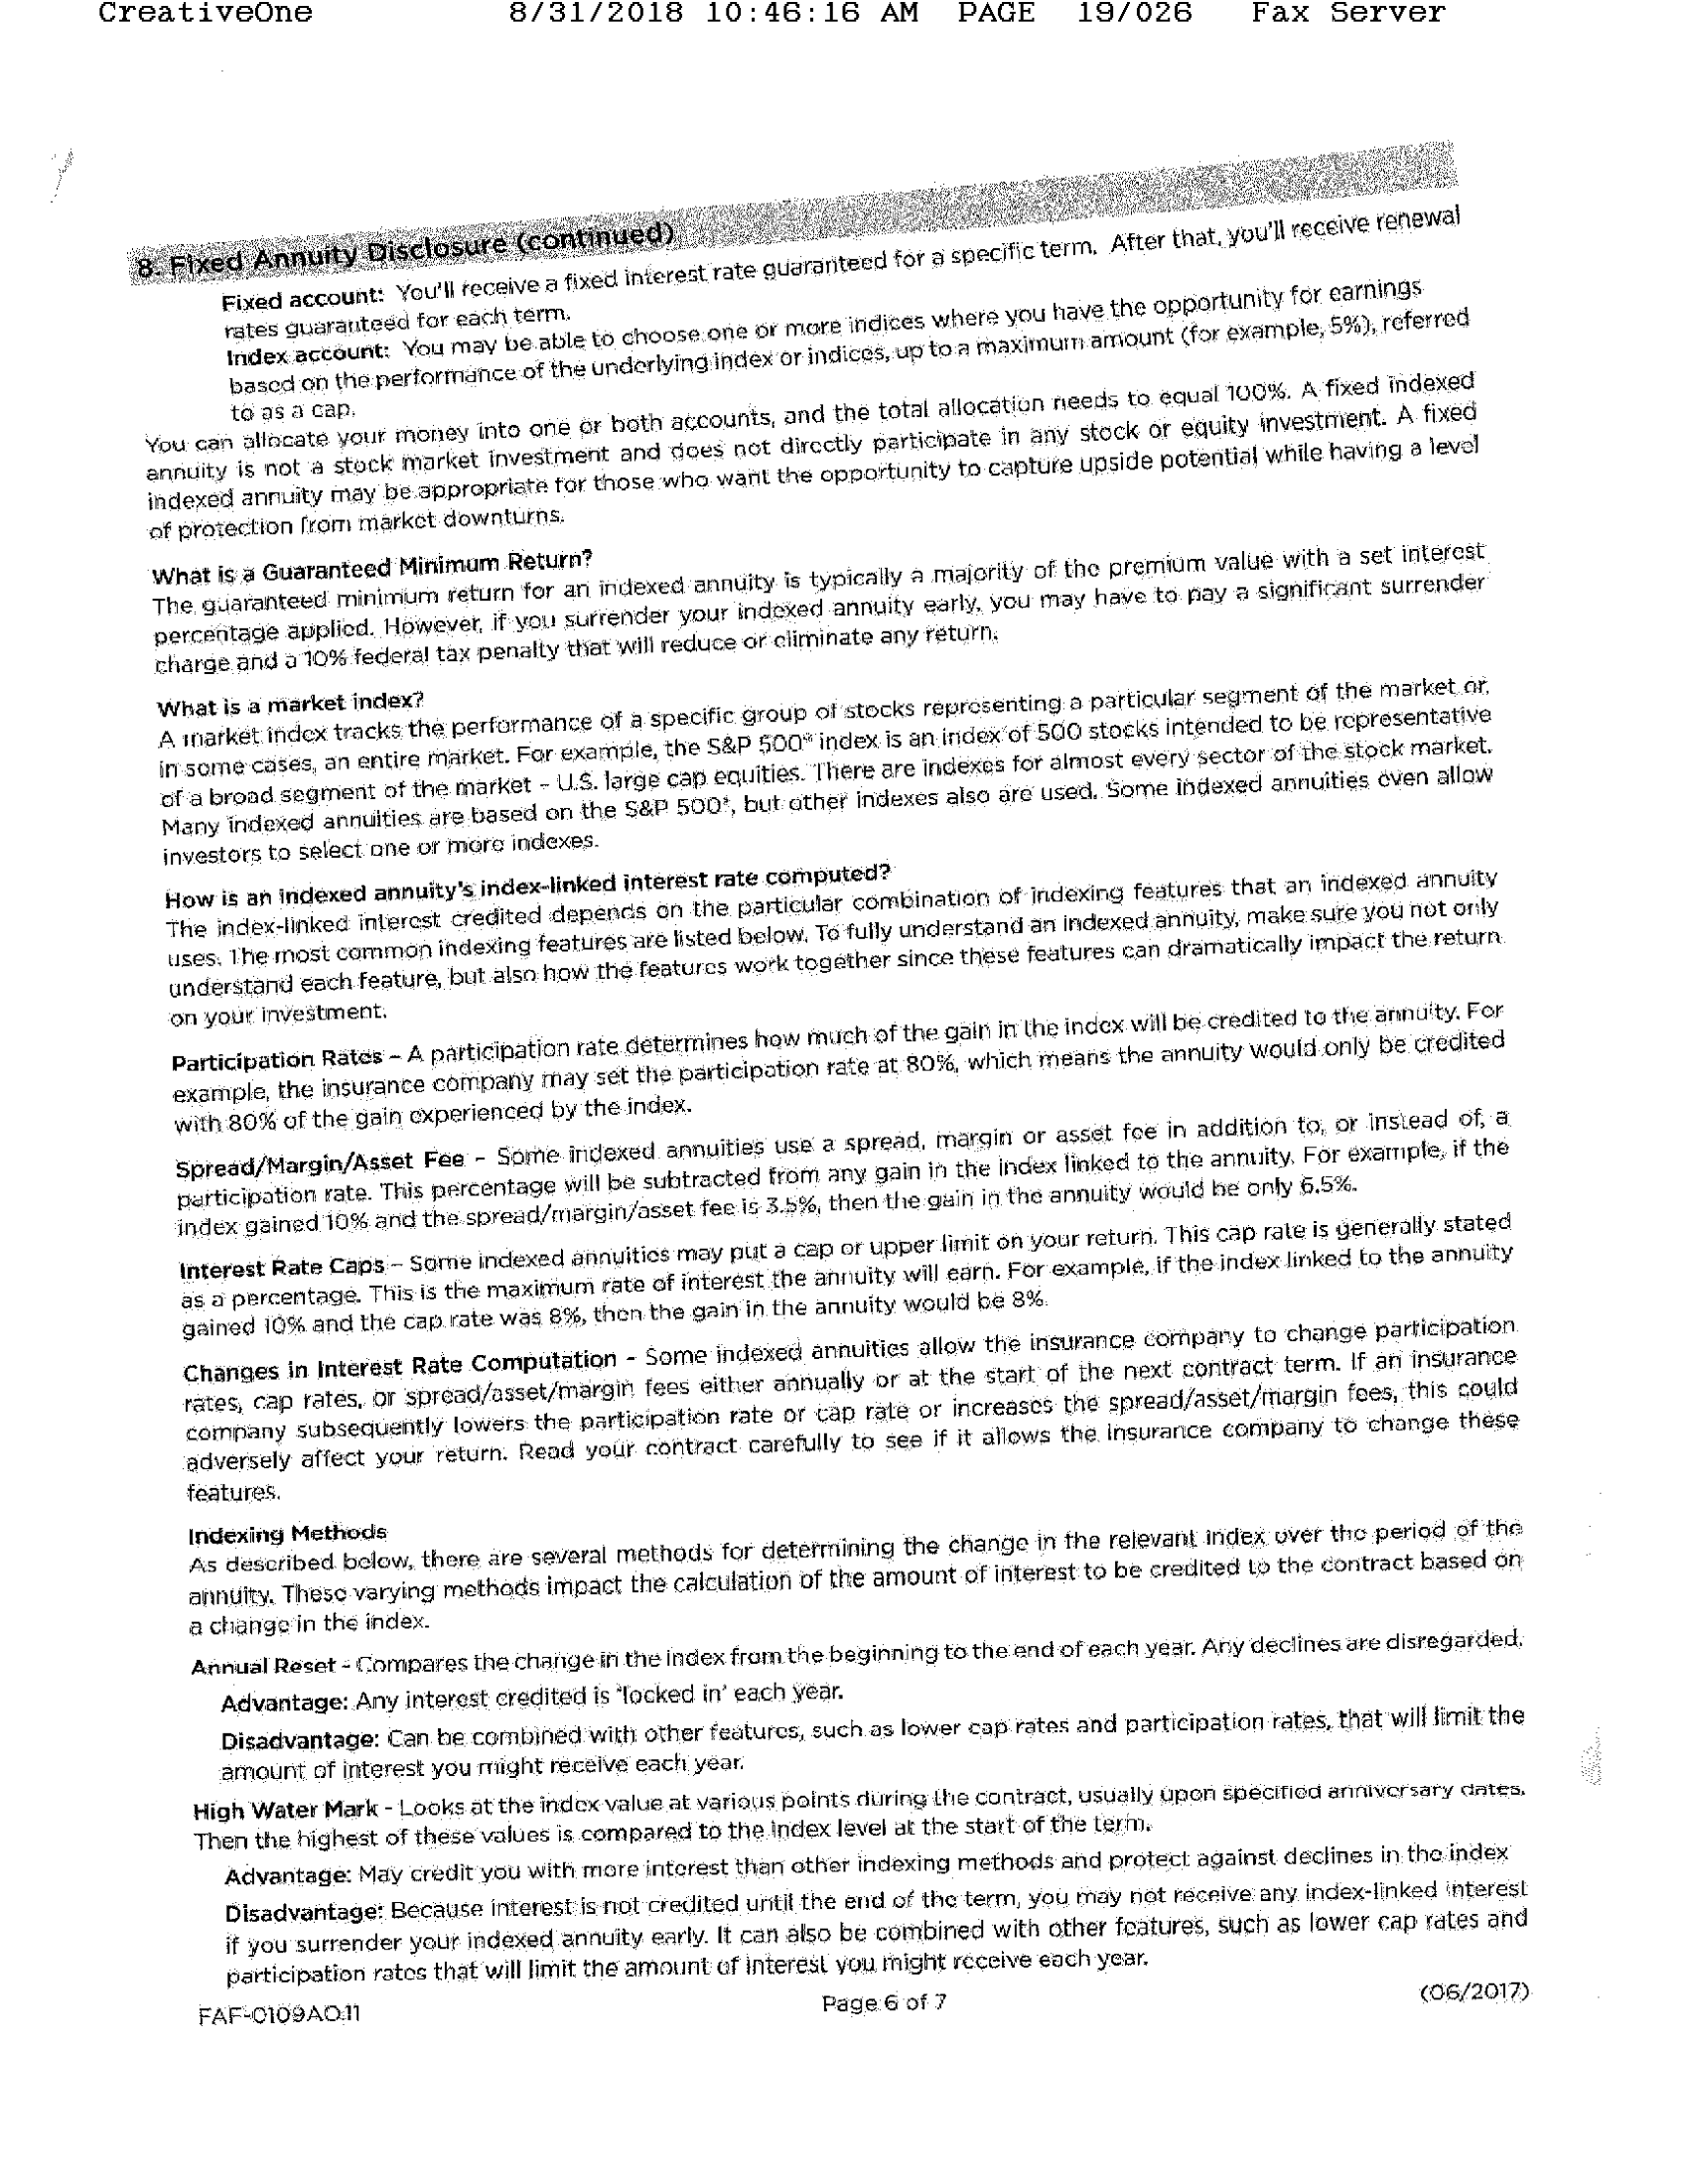 CreativeOne 8/31/2018 10:46:16 AM PAGE 19/026 Fax Server
8. Fixed Annuity Disclosure (continued)
Fixed account: You'll receive a fixed interest rate guaranteed for a specific term. After that, you'll receive renewal
rates guaranteed for each term.
Index account: You may be able to choose one or more indices where you have the opportunity for earnings
based on the performance of the underlying index or indices, up to a maximum amount (for example, 5%), referred
to as a cap.
You can allocate your money into one or both accounts, and the total allocation needs to equal 100%. A fixed indexed
annuity is not a stock market investment and does not directly participate in any stock or equity investment. A fixed
indexed annuity may be appropriate for those who want the opportunity to capture upside potential while having a level
of protection from market downturns.
What is a Guaranteed Minimum Return?
The guaranteed minimum return for an indexed annuity is typically a majority of the premium value with a set interest
percentage applied. However, if you surrender your indexed annuity early, you may have to pay a significant surrender
charge and a 10% federal tax penalty that will reduce or eliminate any return.
What is a market index?
A market index tracks the performance of a specific group of stocks representing a particular segment of the market or,
in some cases, an entire market. For example, the S&P 500® index is an index of 500 stocks intended to be representative
of a broad segment of the market - U.S. large cap equities. There are indexes for almost every sector of the stock market.
Many indexed annuities are based on the S&P 500®, but other indexes also are used. Some indexed annuities even allow
investors to select one or more indexes.
How is an indexed annuity's index-linked interest rate computed?
The index-linked interest credited depends on the particular combination of indexing features that an indexed annuity
uses. The most common indexing features are listed below. To fully understand an indexed annuity, make sure you not only
understand each feature, but also how the features work together since these features can dramatically impact the return
on your investment.
Participation Rates – A participation rate determines how much of the gain in the index will be credited to the annuity. For
example, the insurance company may set the participation rate at 80%, which means the annuity would only be credited
with 80% of the gain experienced by the index.
Spread/Margin/Asset Fee - Some indexed annuities use a spread, margin or asset fee in addition to, or instead of, a
participation rate. This percentage will be subtracted from any gain in the index linked to the annuity. For example, if the
index gained 10% and the spread/margin/asset fee is 3.5%, then the gain in the annuity would be only 6.5%.
Interest Rate Caps – Some indexed annuities may put a cap or upper limit on your return. This cap rate is generally stated
as a percentage. This is the maximum rate of interest the annuity will earn. For example, if the index linked to the annuity
gained 10% and the cap rate was 8%, then the gain in the annuity would be 8%.
Changes in Interest Rate Computation - Some indexed annuities allow the insurance company to change participation
rates, cap rates, or spread/asset/margin fees either annually or at the start of the next contract term. If an insurance
company subsequently lowers the participation rate or cap rate or increases the spread/asset/margin fees, this could
adversely affect your return. Read your contract carefully to see if it allows the insurance company to change these
features.
Indexing Methods
As described below, there are several methods for determining the change in the relevant index over the period of the
annuity. These varying methods impact the calculation of the amount of interest to be credited to the contract based on
a change in the index.
Annual Reset - Compares the change in the index from the beginning to the end of each year. Any declines are disregarded.
Advantage: Any interest credited is 'locked in' each year.
Disadvantage: Can be combined with other features, such as lower cap rates and participation rates, that will limit the
amount of interest you might receive each year.
High Water Mark - Looks at the index value at various points during the contract, usually upon specified anniversary dates.
Then the highest of these values is compared to the index level at the start of the term.
Advantage: May credit you with more interest than other indexing methods and protect against declines in the index
Disadvantage: Because interest is not credited until the end of the term, you may not receive any index-linked interest
if you surrender your indexed annuity early. It can also be combined with other features, such as lower cap rates and
participation rates that will limit the amount of interest you might receive each year.
FAF-0109AO.11 Page 6 of 7 (06/2017)